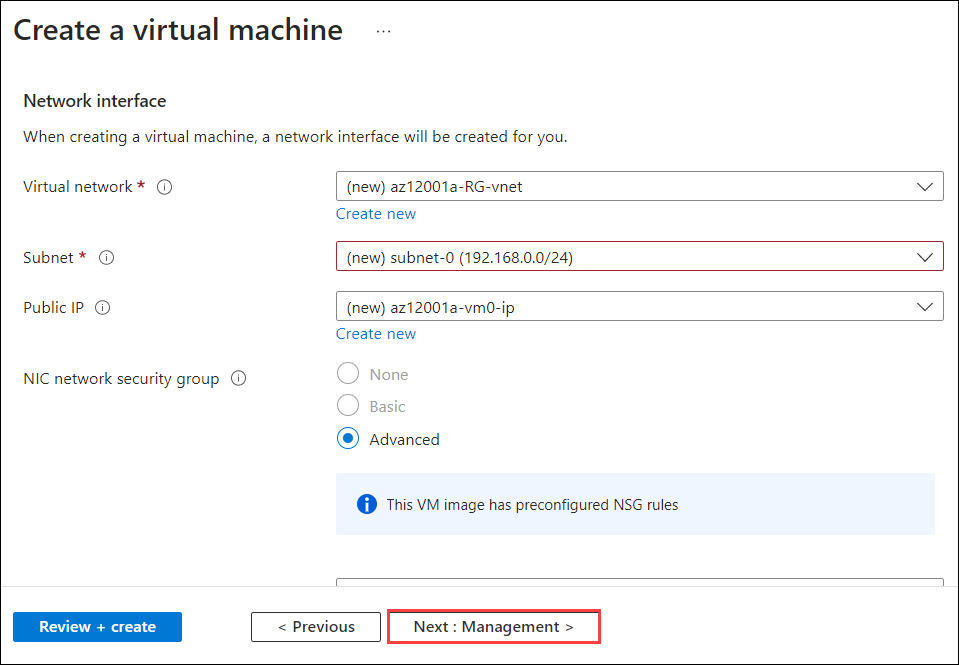 Create a virtual machine ...
Network interface
When creating a virtual machine, a network interface will be created for you.
Virtual network * i
(new) az12001a-RG-vnet
Create new
Subnet * i
(new) subnet-0 (192.168.0.0/24)
Public IP i
(new) az12001a-vm0-ip
Create new
NIC network security group i
None
Basic
Advanced
i This VM image has preconfigured NSG rules
Review + create
< Previous
Next : Management >